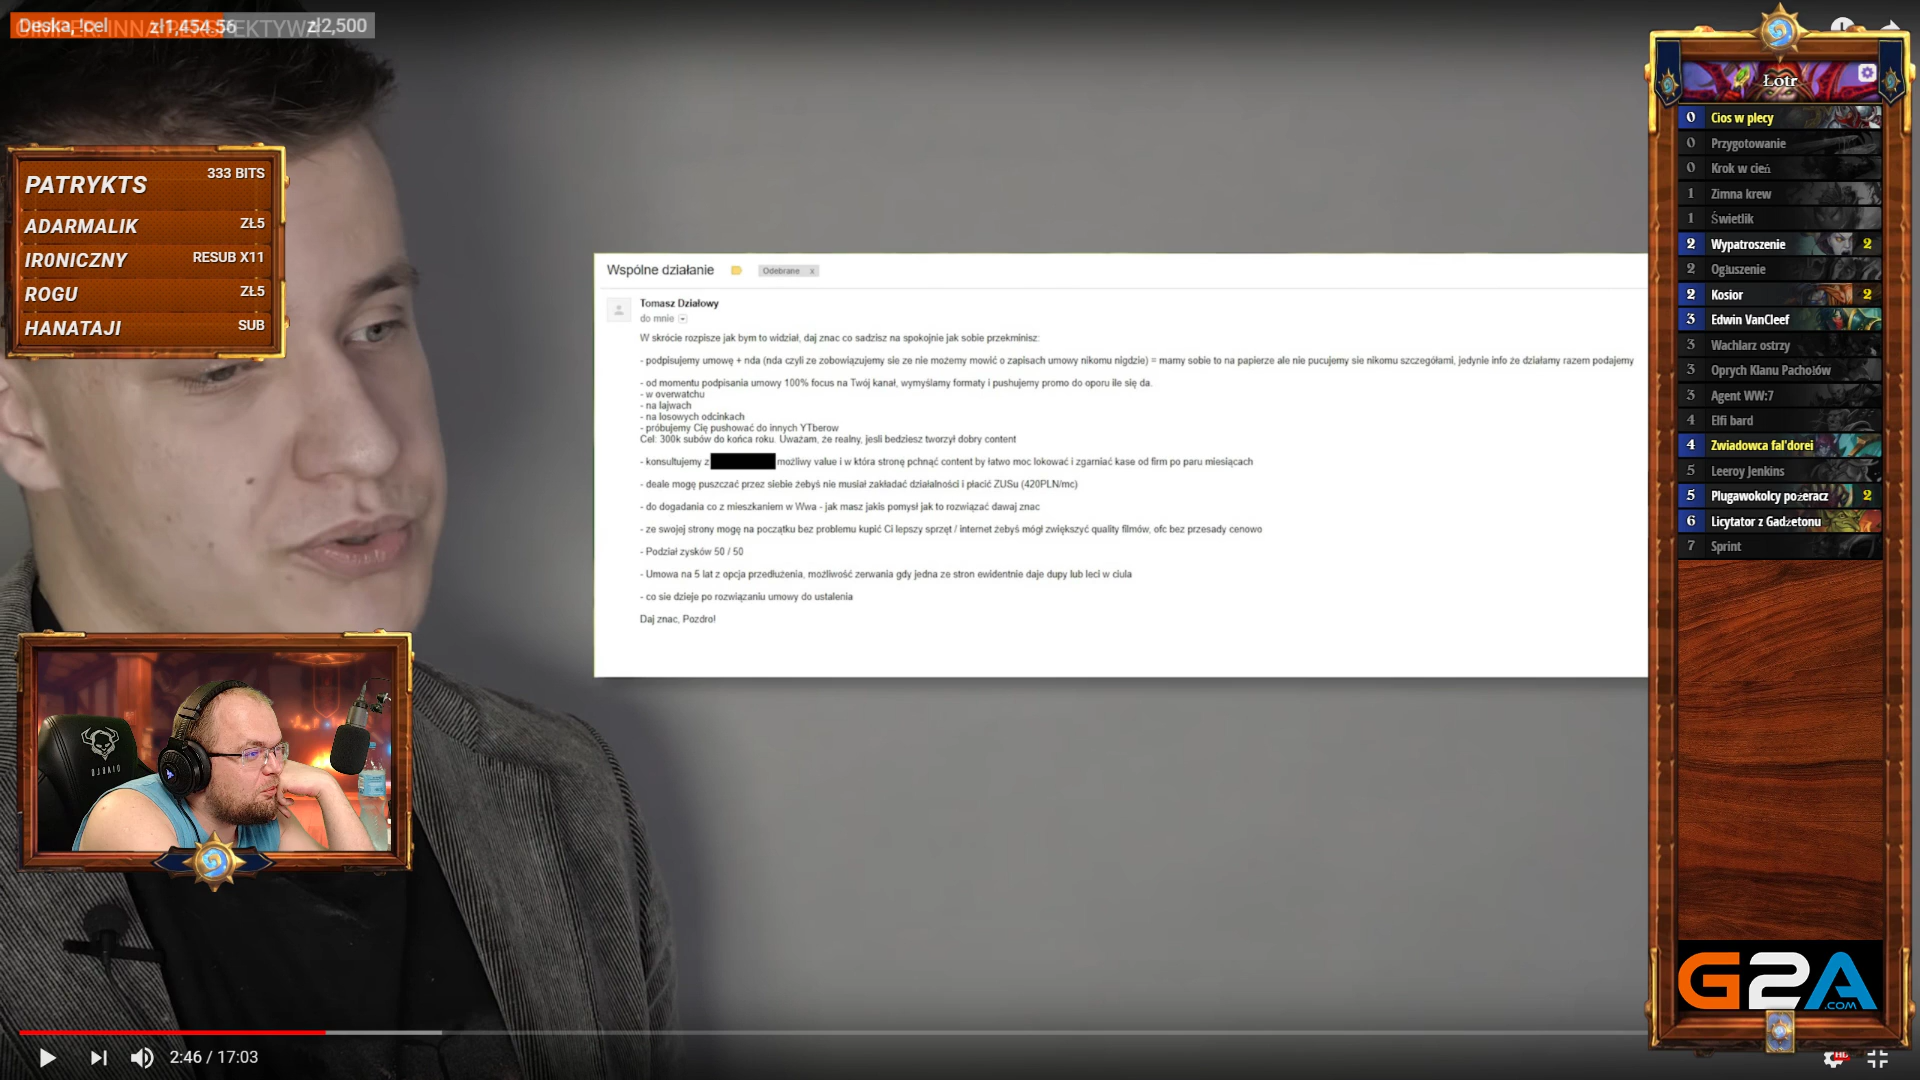 Deska, !cel zł1,454.56 zł2,500
GIMPER: INNA PERSPEKTYWA
PATRYKTS 333 BITS
ADARMALIK ZŁ5
IR0NICZNY RESUB X11
ROGU ZŁ5
HANATAJI SUB
Wspólne działanie Odebrane x
Tomasz Działowy
do mnie
W skrócie rozpisze jak bym to widział, daj znac co sadzisz na spokojnie jak sobie przekminisz:
- podpisujemy umowę + nda (nda czyli ze zobowiązujemy sie ze nie możemy mowić o zapisach umowy nikomu nigdzie) = mamy sobie to na papierze ale nie pucujemy sie nikomu szczegółami, jedynie info że działamy razem podajemy
- od momentu podpisania umowy 100% focus na Twój kanał, wymyślamy formaty i pushujemy promo do oporu ile się da.
- w overwatchu
- na lajwach
- na losowych odcinkach
- próbujemy Cię pushować do innych YTberow
Cel: 300k subów do końca roku. Uważam, że realny, jesli bedziesz tworzył dobry content
- konsultujemy z możliwy value i w która stronę pchnąć content by łatwo moc lokować i zgarniać kase od firm po paru miesiącach
- deale mogę puszczać przez siebie żebyś nie musiał zakładać działalności i płacić ZUSu (420PLN/mc)
- do dogadania co z mieszkaniem w Wwa - jak masz jakis pomysł jak to rozwiązać dawaj znac
- ze swojej strony mogę na początku bez problemu kupić Ci lepszy sprzęt / internet żebyś mógł zwiększyć quality filmów, ofc bez przesady cenowo
- Podział zysków 50 / 50
- Umowa na 5 lat z opcja przedłużenia, możliwość zerwania gdy jedna ze stron ewidentnie daje dupy lub leci w ciula
- co sie dzieje po rozwiązaniu umowy do ustalenia
Daj znac, Pozdro!
Łotr
0 Cios w plecy
0 Przygotowanie
0 Krok w cień
1 Zimna krew
1 Świetlik
2 Wypatroszenie 2
2 Ogłuszenie
2 Kosior 2
3 Edwin VanCleef
3 Wachlarz ostrzy
3 Oprych Klanu Pachołów
3 Agent WW:7
4 Elfi bard
4 Zwiadowca fal'dorei
5 Leeroy Jenkins
5 Plugawokolcy pożeracz 2
6 Licytator z Gadżetonu
7 Sprint
G2A
.COM
DIABLO
2:46 / 17:03
HD